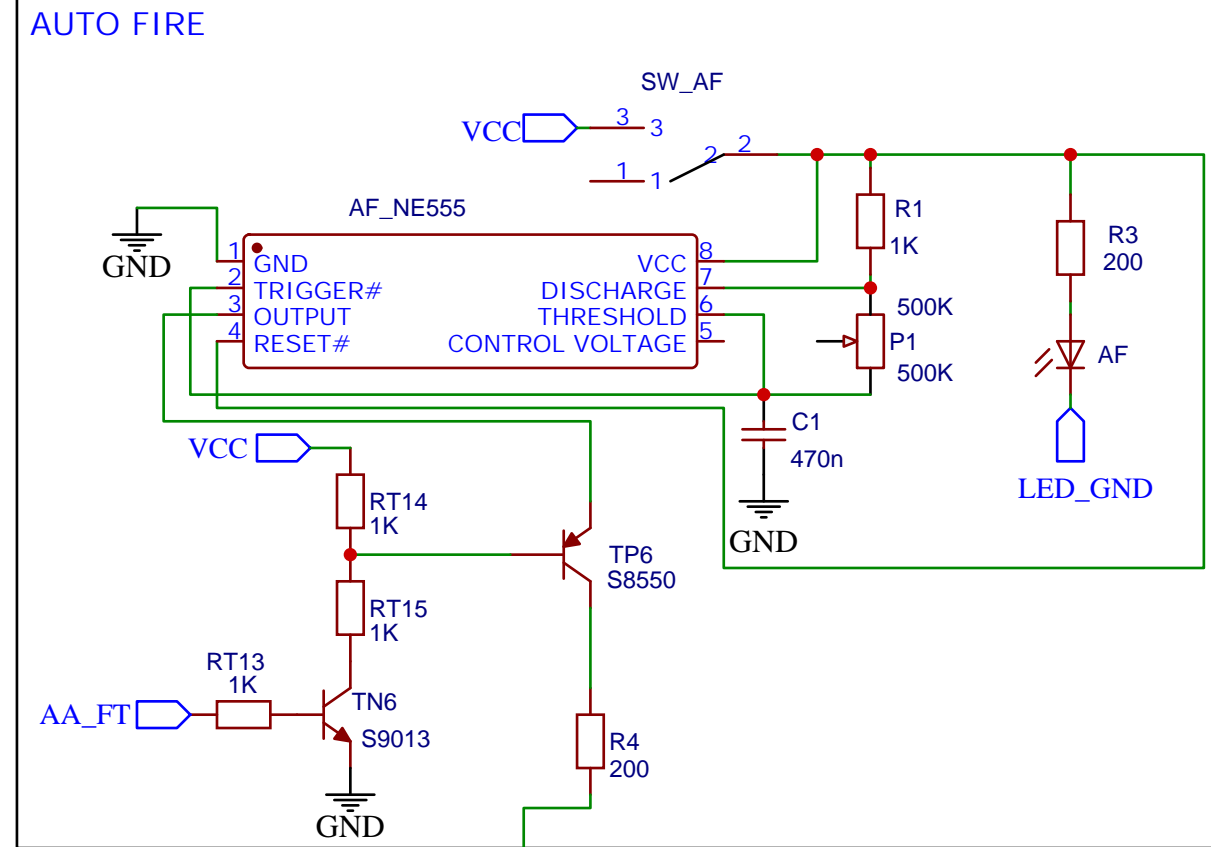 AUTO FIRE
SW_AF
VCC
3
3
2
2
1
1
AF_NE555
R1
1K
R3
200
GND
1
GND
VCC
8
2
TRIGGER#
DISCHARGE
7
3
OUTPUT
THRESHOLD
6
4
RESET#
CONTROL VOLTAGE
5
500K
P1
500K
AF
C1
470n
LED_GND
VCC
RT14
1K
GND
TP6
S8550
RT15
1K
RT13
1K
TN6
AA_FT
S9013
R4
200
GND